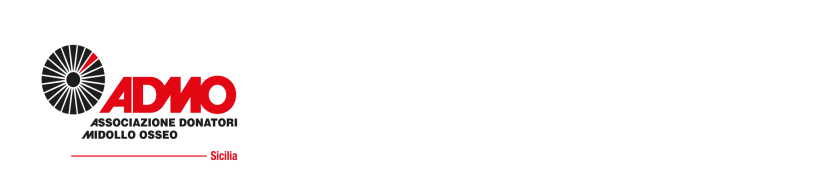 ADMO
ASSOCIAZIONE DONATORI
MIDOLLO OSSEO
Sicilia